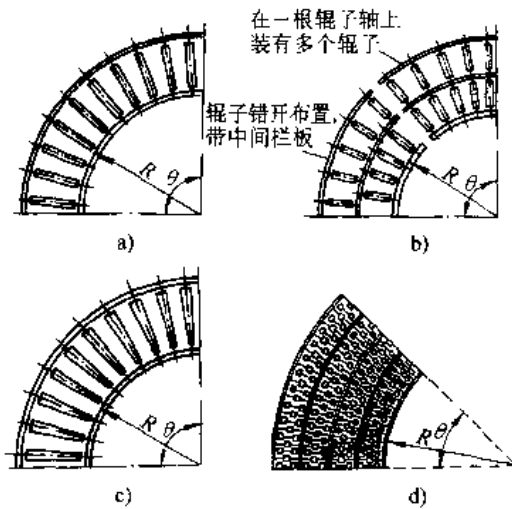 在一根辊子轴上
装有多个辊子
辊子错开布置,
带中间栏板
R θ
R θ
a)
b)
R θ
R θ
c)
d)